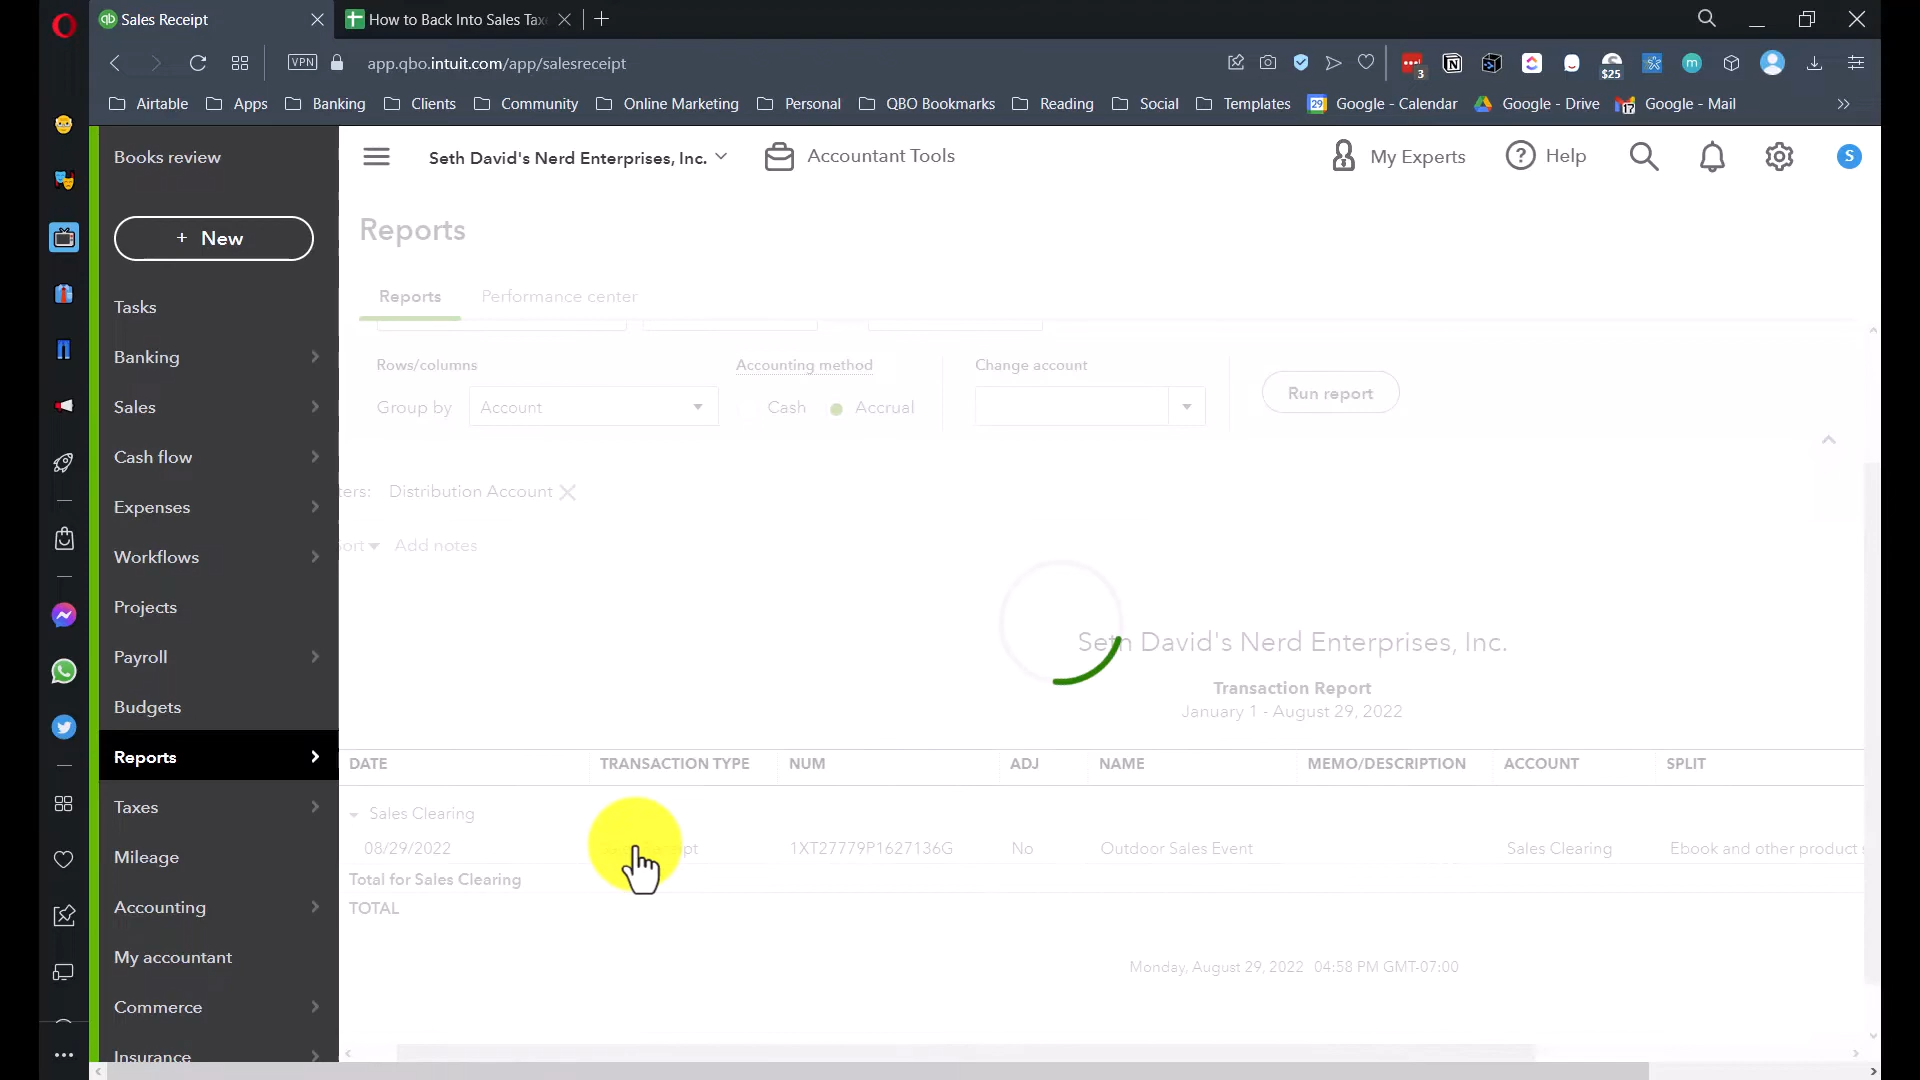 Sales Receipt
How to Back Into Sales Tax
VPN
app.qbo.intuit.com/app/salesreceipt
3
$25
m
Airtable
Apps
Banking
Clients
Community
Online Marketing
Personal
QBO Bookmarks
Reading
Social
Templates
29
Google - Calendar
Google - Drive
17
Google - Mail
Books review
Seth David's Nerd Enterprises, Inc.
Accountant Tools
My Experts
Help
S
+ New
Reports
Tasks
Reports
Performance center
Banking
Rows/columns
Accounting method
Change account
Sales
Group by
Account
Cash
Accrual
Run report
Cash flow
Expenses
ters:
Distribution Account
Workflows
ort
Add notes
Projects
Seth David's Nerd Enterprises, Inc.
Payroll
Transaction Report
Budgets
January 1 - August 29, 2022
Reports
DATE
TRANSACTION TYPE
NUM
ADJ
NAME
MEMO/DESCRIPTION
ACCOUNT
SPLIT
Taxes
Sales Clearing
Mileage
08/29/2022
1XT27779P1627136G
No
Outdoor Sales Event
Sales Clearing
Ebook and other product s
Total for Sales Clearing
Accounting
TOTAL
My accountant
Monday, August 29, 2022 04:58 PM GMT-07:00
Commerce
Insurance